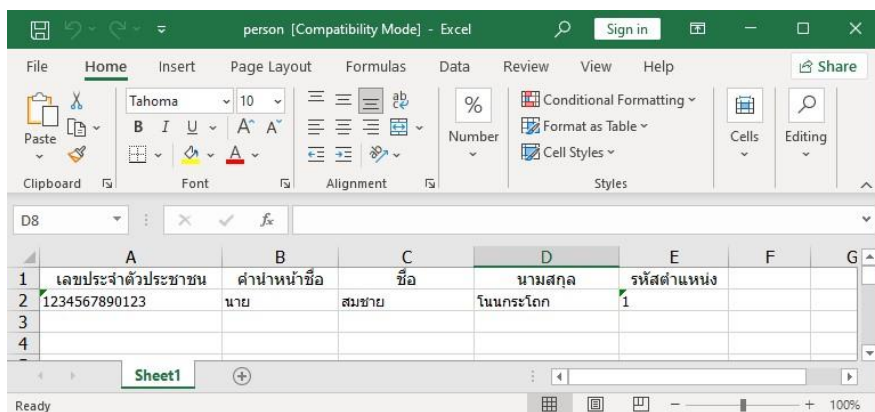 person [Compatibility Mode] - Excel Sign in
File Home Insert Page Layout Formulas Data Review View Help Share
Paste
Clipboard
Tahoma 10
B I U A A
A
Font
ab
Alignment
%
Number
Conditional Formatting
Format as Table
Cell Styles
Styles
Cells
Editing
D8 fx
A B C D E F G
1 เลขประจำตัวประชาชน คำนำหน้าชื่อ ชื่อ นามสกุล รหัสตำแหน่ง
2 1234567890123 นาย สมชาย โนนกระโถก 1
3
4
Sheet1
Ready 100%